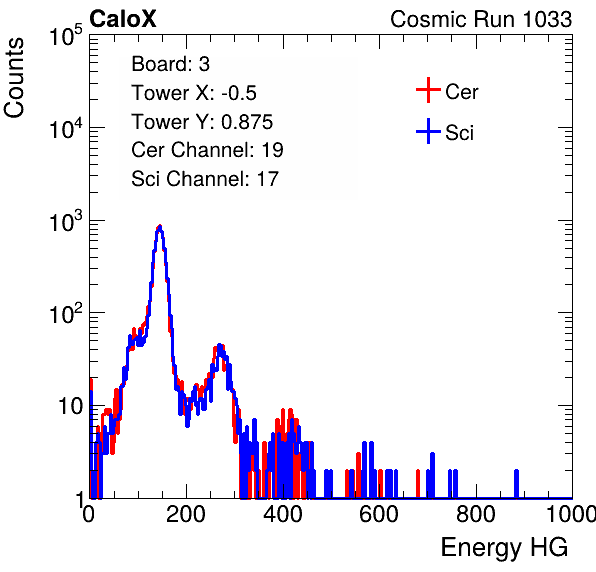 CaloX Cosmic Run 1033
Counts
10^5
10^4
10^3
10^2
10
1
Board: 3
Tower X: -0.5
Tower Y: 0.875
Cer Channel: 19
Sci Channel: 17
Cer
Sci
0 200 400 600 800 1000
Energy HG